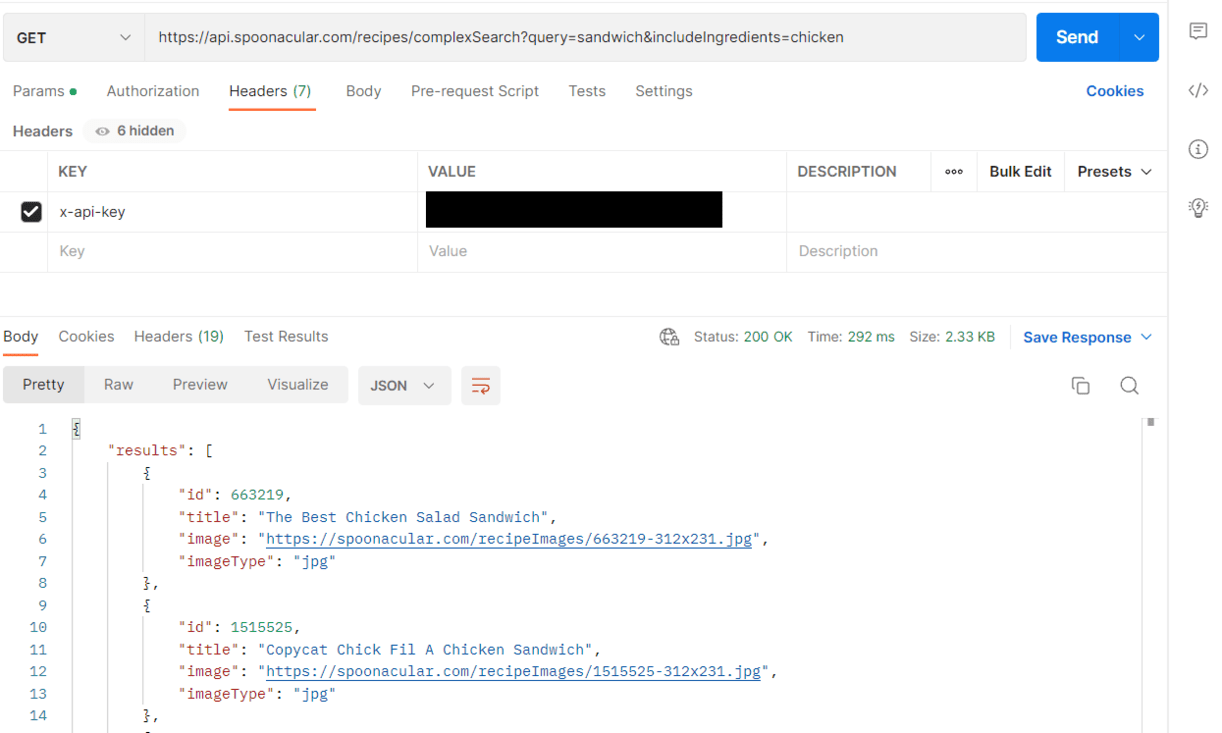 GET https://api.spoonacular.com/recipes/complexSearch?query=sandwich&includeIngredients=chicken Send
Params Authorization Headers (7) Body Pre-request Script Tests Settings Cookies
Headers 6 hidden
KEY VALUE DESCRIPTION ooo Bulk Edit Presets
x-api-key
Key Value Description
Body Cookies Headers (19) Test Results Status: 200 OK Time: 292 ms Size: 2.33 KB Save Response
Pretty Raw Preview Visualize JSON
1 {
2 "results": [
3 {
4 "id": 663219,
5 "title": "The Best Chicken Salad Sandwich",
6 "image": "https://spoonacular.com/recipeImages/663219-312x231.jpg",
7 "imageType": "jpg"
8 },
9 {
10 "id": 1515525,
11 "title": "Copycat Chick Fil A Chicken Sandwich",
12 "image": "https://spoonacular.com/recipeImages/1515525-312x231.jpg",
13 "imageType": "jpg"
14 },